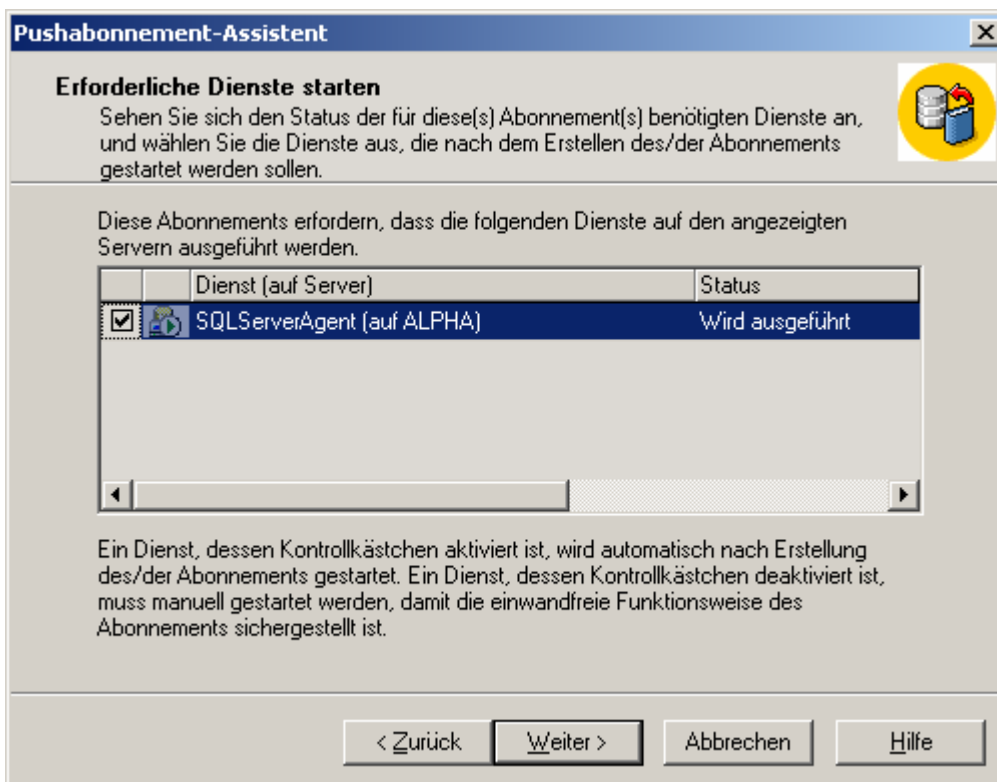 Pushabonnement-Assistent
Erforderliche Dienste starten
Sehen Sie sich den Status der für diese(s) Abonnement(s) benötigten Dienste an,
und wählen Sie die Dienste aus, die nach dem Erstellen des/der Abonnements
gestartet werden sollen.
Diese Abonnements erfordern, dass die folgenden Dienste auf den angezeigten
Servern ausgeführt werden.
Dienst (auf Server) Status
SQLServerAgent (auf ALPHA) Wird ausgeführt
Ein Dienst, dessen Kontrollkästchen aktiviert ist, wird automatisch nach Erstellung
des/der Abonnements gestartet. Ein Dienst, dessen Kontrollkästchen deaktiviert ist,
muss manuell gestartet werden, damit die einwandfreie Funktionsweise des
Abonnements sichergestellt ist.
< Zurück Weiter > Abbrechen Hilfe